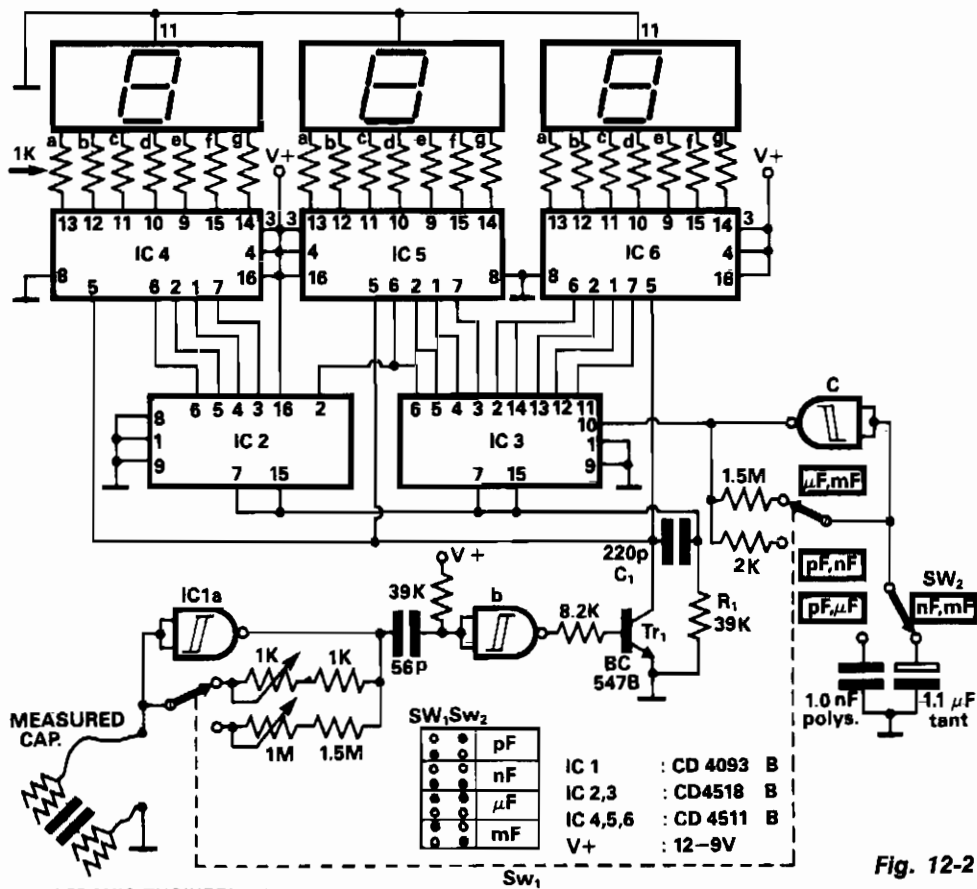 11 11 11
a b c d e f g a b c d e f g a b c d e f g
1K V+ V+
13 12 11 10 9 15 14 3 3 13 12 11 10 9 15 14 13 12 11 10 9 15 14 3
IC 4 4 4 IC 5 IC 6 4
8 16 16 8 8 16
5 6 2 1 7 5 6 2 1 7 6 2 1 7 5
6 5 4 3 16 2 6 5 4 3 2 14 13 12 11
8 10
1 IC 2 IC 3 1
9 9
7 15 7 15
C
1.5M µF,mF
2K
pF,nF
pF,µF
SW2
nF,mF
220p
C1
V +
39K
IC1a b
8.2K
R1
39K
Tr1
56p
BC
547B
1K 1K
1M 1.5M
MEASURED
CAP.
1.0 nF
polys.
1.1 µF
tant
SW1 Sw2
pF
nF
µF
mF
IC 1 : CD 4093 B
IC 2,3 : CD4518 B
IC 4,5,6 : CD 4511 B
V+ : 12–9V
Sw1
Fig. 12-2